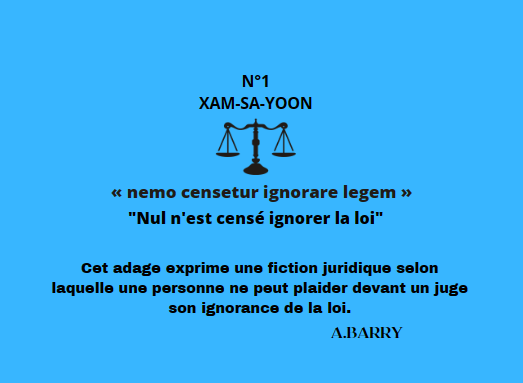 N°1
XAM-SA-YOON
« nemo censetur ignorare legem »
"Nul n'est censé ignorer la loi"
Cet adage exprime une fiction juridique selon
laquelle une personne ne peut plaider devant un juge
son ignorance de la loi.
A.BARRY